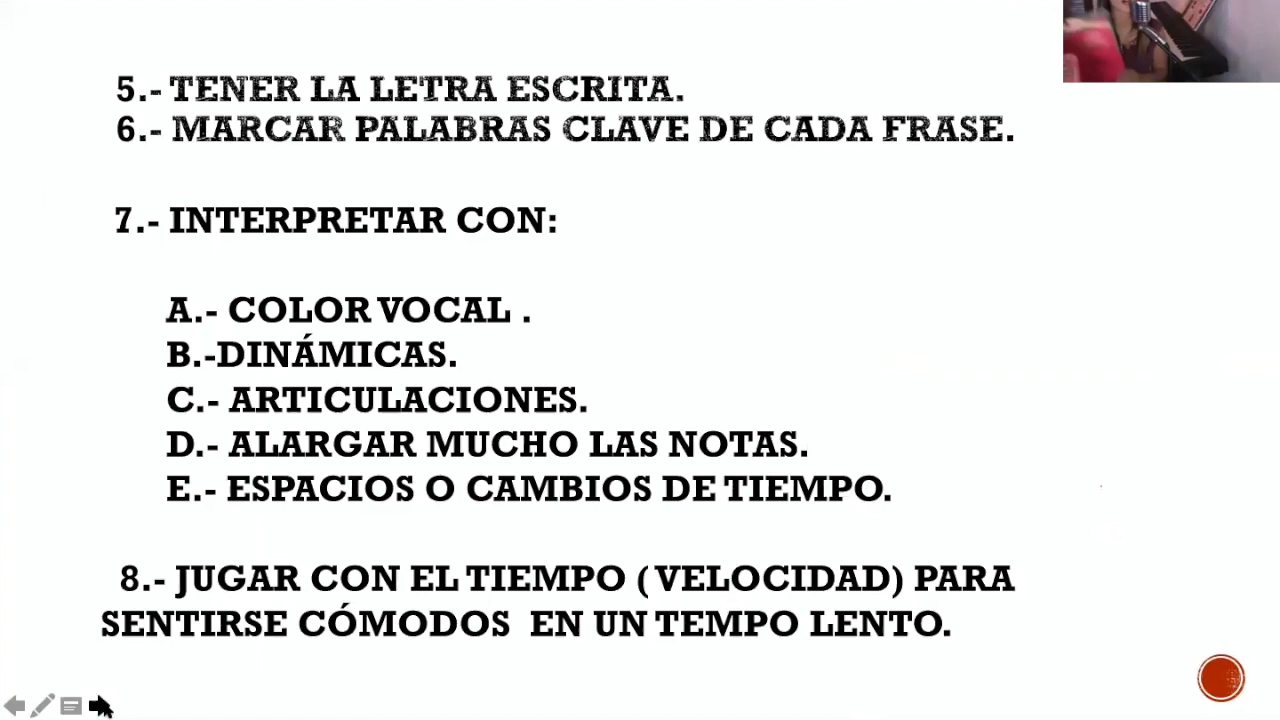 5.- TENER LA LETRA ESCRITA.
6.- MARCAR PALABRAS CLAVE DE CADA FRASE.
7.- INTERPRETAR CON:
A.- COLOR VOCAL .
B.-DINÁMICAS.
C.- ARTICULACIONES.
D.- ALARGAR MUCHO LAS NOTAS.
E.- ESPACIOS O CAMBIOS DE TIEMPO.
8.- JUGAR CON EL TIEMPO ( VELOCIDAD) PARA
SENTIRSE CÓMODOS EN UN TEMPO LENTO.